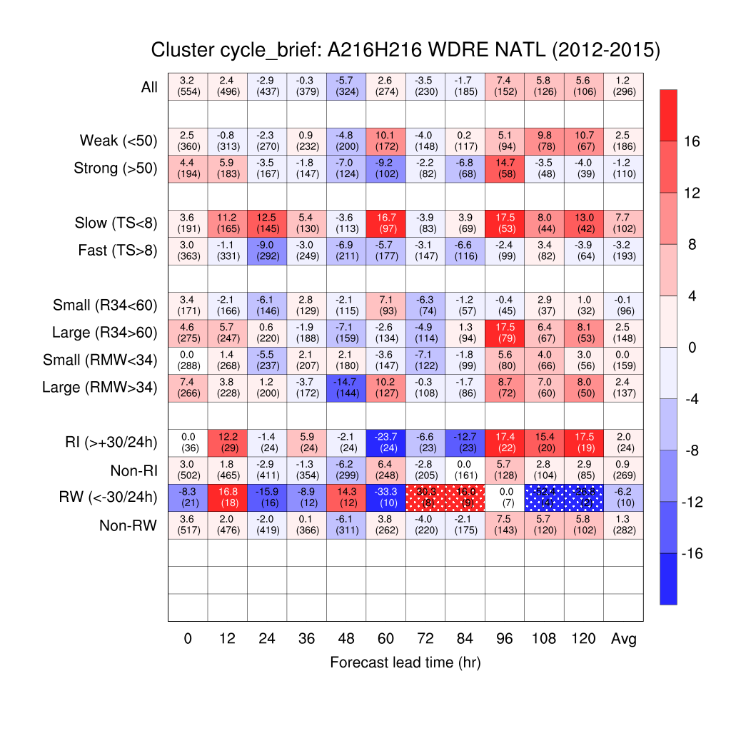 Cluster cycle_brief: A216H216 WDRE NATL (2012-2015)
All 3.2 2.4 -2.9 -0.3 -5.7 2.6 -3.5 -1.7 7.4 5.8 5.6 1.2
(554) (496) (437) (379) (324) (274) (230) (185) (152) (126) (106) (296)
Weak (<50) 2.5 -0.8 -2.3 0.9 -4.8 10.1 -4.0 0.2 5.1 9.8 10.7 2.5
(360) (313) (270) (232) (200) (172) (148) (117) (94) (78) (67) (186)
Strong (>50) 4.4 5.9 -3.5 -1.8 -7.0 -9.2 -2.2 -6.8 14.7 -3.5 -4.0 -1.2
(194) (183) (167) (147) (124) (102) (82) (68) (58) (48) (39) (110)
Slow (TS<8) 3.6 11.2 12.5 5.4 -3.6 16.7 -3.9 3.9 17.5 8.0 13.0 7.7
(191) (165) (145) (130) (113) (97) (83) (69) (53) (44) (42) (102)
Fast (TS>8) 3.0 -1.1 -9.0 -3.0 -6.9 -5.7 -3.1 -6.6 -2.4 3.4 -3.9 -3.2
(363) (331) (292) (249) (211) (177) (147) (116) (99) (82) (64) (193)
Small (R34<60) 3.4 -2.1 -6.1 2.8 -2.1 7.1 -6.3 -1.2 -0.4 2.9 1.0 -0.1
(171) (166) (146) (129) (115) (93) (74) (57) (45) (37) (32) (96)
Large (R34>60) 4.6 5.7 0.6 -1.9 -7.1 -2.6 -4.9 1.3 17.5 6.4 8.1 2.5
(275) (247) (220) (188) (159) (134) (114) (94) (79) (67) (53) (148)
Small (RMW<34) 0.0 1.4 -5.5 2.1 2.1 -3.6 -7.1 -1.8 5.6 4.0 3.0 0.0
(288) (268) (237) (207) (180) (147) (122) (99) (80) (66) (56) (159)
Large (RMW>34) 7.4 3.8 1.2 -3.7 -14.7 10.2 -0.3 -1.7 8.7 7.0 8.0 2.4
(266) (228) (200) (172) (144) (127) (108) (86) (72) (60) (50) (137)
RI (>+30/24h) 0.0 12.2 -1.4 5.9 -2.1 -23.7 -6.6 -12.7 17.4 15.4 17.5 2.0
(36) (29) (24) (24) (24) (24) (23) (23) (22) (20) (19) (24)
Non-RI 3.0 1.8 -2.9 -1.3 -6.2 6.4 -2.8 0.0 5.7 2.8 2.9 0.9
(502) (465) (411) (354) (299) (248) (205) (161) (128) (104) (85) (269)
RW (<-30/24h) -8.3 16.8 -15.9 -8.9 14.3 -33.3 0.0 -6.2
(21) (18) (16) (12) (12) (10) (7) (10)
Non-RW 3.6 2.0 -2.0 0.1 -6.1 3.8 -4.0 -2.1 7.5 5.7 5.8 1.3
(517) (476) (419) (366) (311) (262) (220) (175) (143) (120) (102) (282)
0 12 24 36 48 60 72 84 96 108 120 Avg
Forecast lead time (hr)
16
12
8
4
0
-4
-8
-12
-16